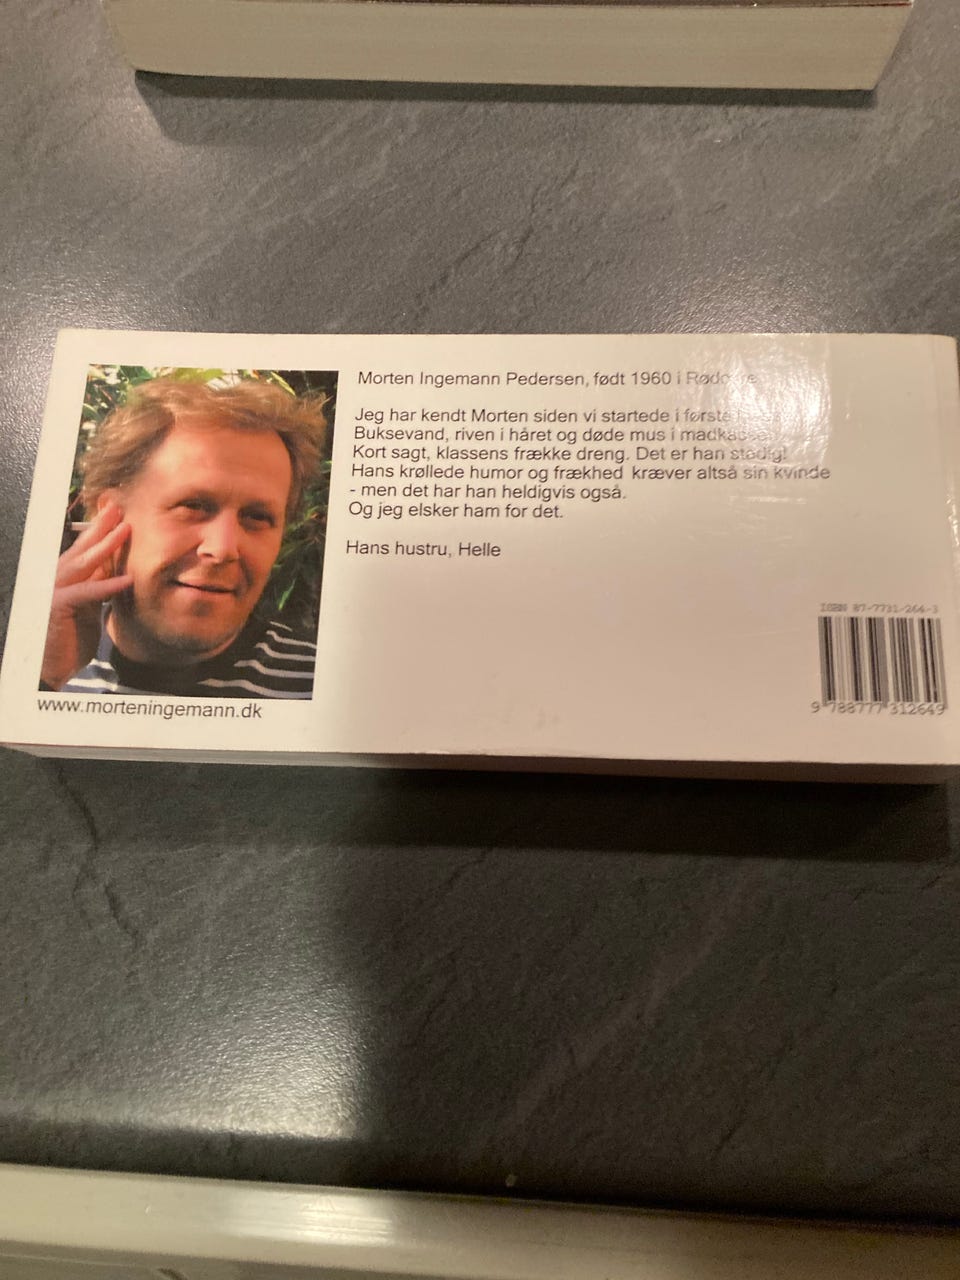 Morten Ingemann Pedersen, født 1960 i Rødovre
Jeg har kendt Morten siden vi startede i første
Buksevand, riven i håret og døde mus i madkassen
Kort sagt, klassens frække dreng. Det er han stadig!
Hans krøllede humor og frækhed kræver altså sin kvinde
- men det har han heldigvis også.
Og jeg elsker ham for det.
Hans hustru, Helle
www.morteningemann.dk
ISBN 87-7731-264-3
9 788777 312649